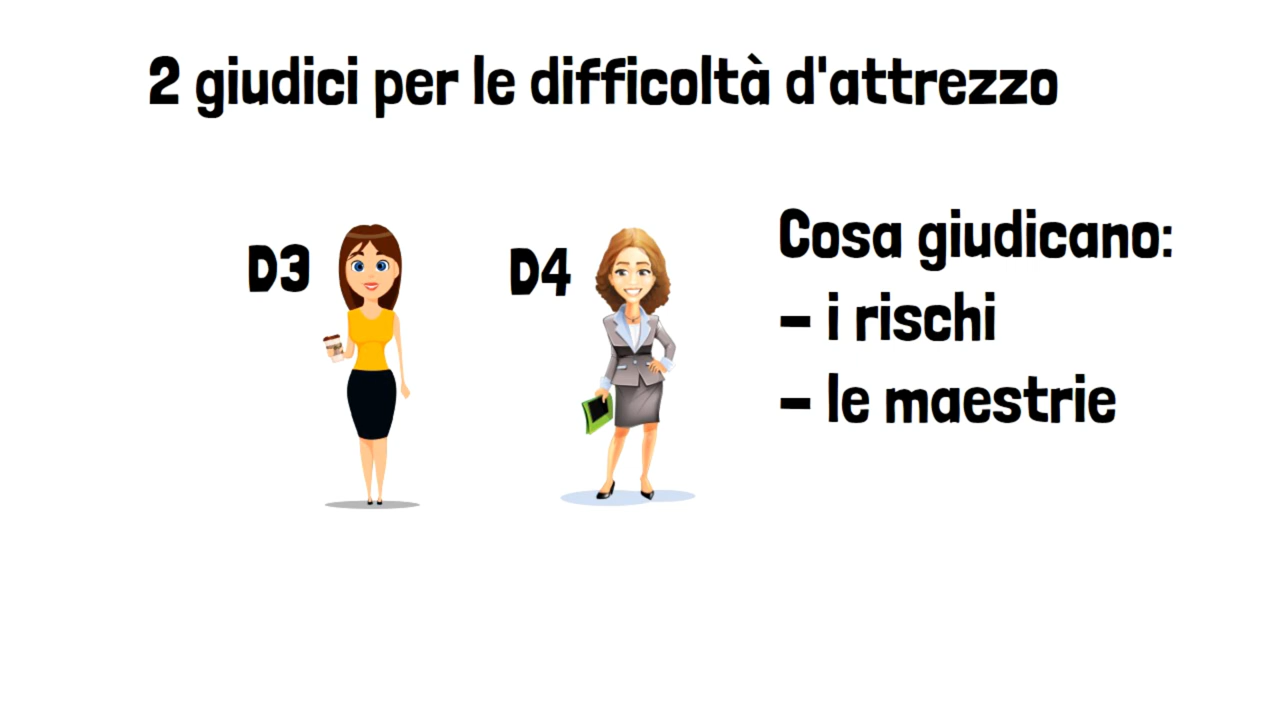 2 giudici per le difficoltà d'attrezzo
D3
D4
Cosa giudicano:
- i rischi
- le maestrie